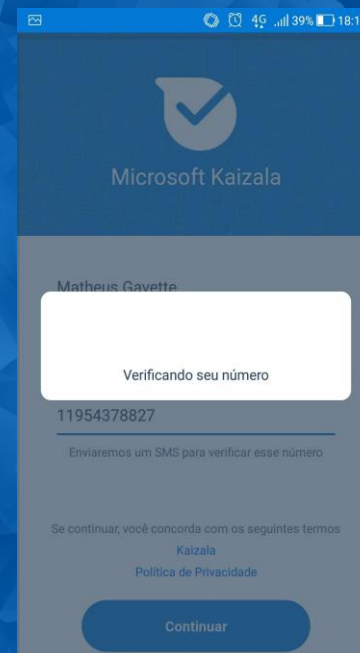 4G 39% 18:1
Microsoft Kaizala
Matheus Gavette
Verificando seu número
11954378827
Enviaremos um SMS para verificar esse número
Se continuar, você concorda com os seguintes termos
Kaizala
Política de Privacidade
Continuar